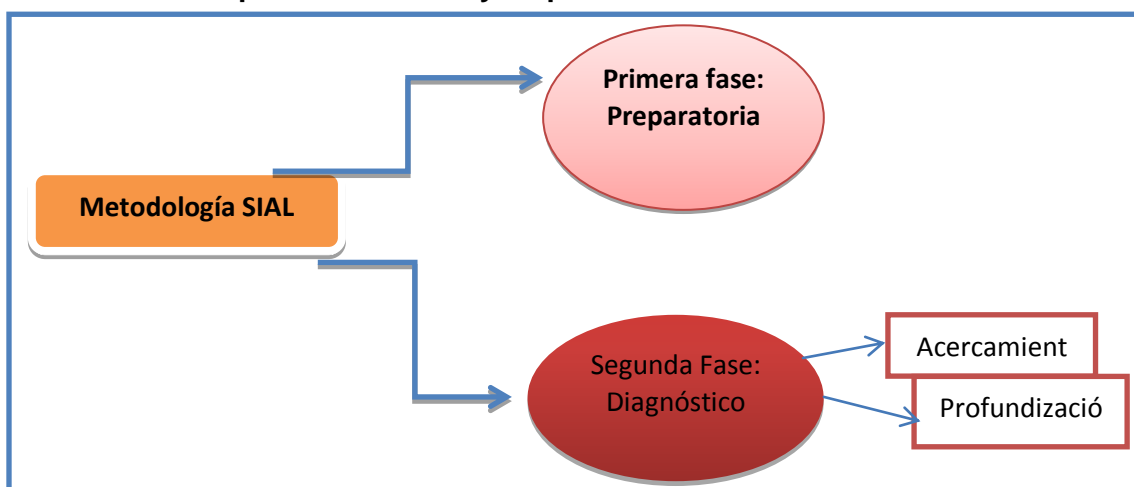 Primera fase:
Preparatoria
Metodología SIAL
Segunda Fase:
Diagnóstico
Acercamient
Profundizació